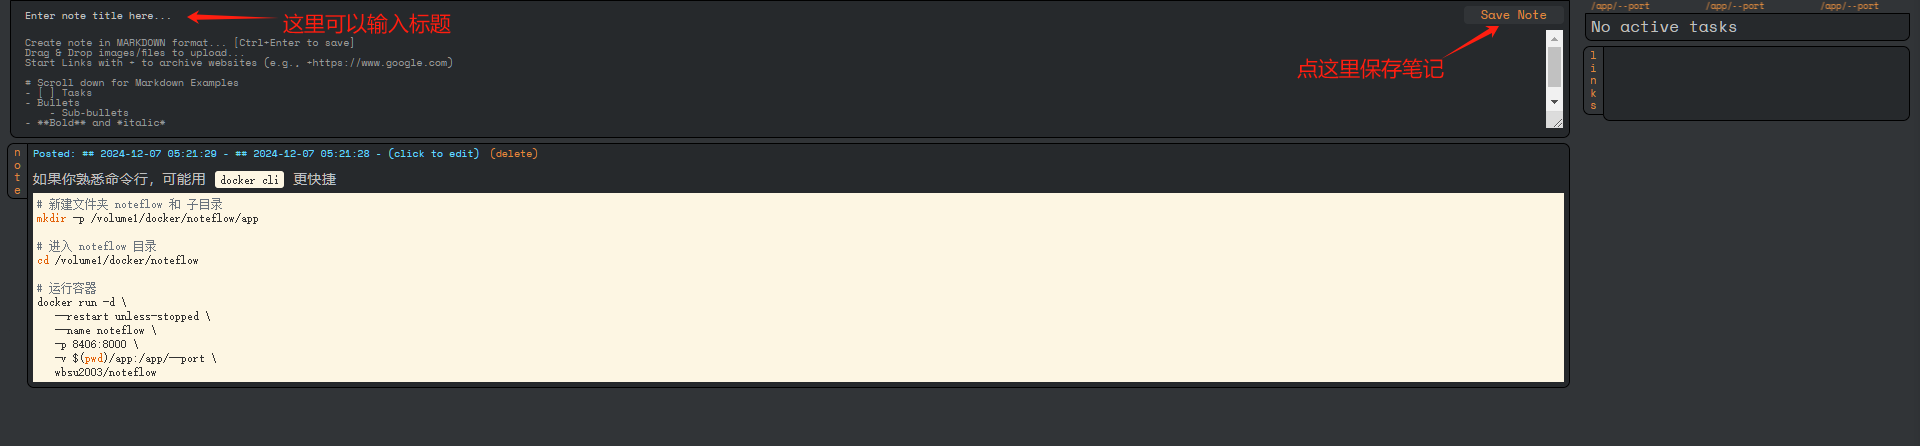 Enter note title here...
这里可以输入标题
Save Note
点这里保存笔记
Create note in MARKDOWN format... [Ctrl+Enter to save]
Drag & Drop images/files to upload...
Start Links with + to archive websites (e.g., +https://www.google.com)
# Scroll down for Markdown Examples
- [ ] Tasks
- Bullets
    - Sub-bullets
- **Bold** and *italic*
/app/--port /app/--port /app/--port
No active tasks
links
note
Posted: ## 2024-12-07 05:21:29 - ## 2024-12-07 05:21:28 - (click to edit) (delete)
如果你熟悉命令行，可能用 docker cli 更快捷
# 新建文件夹 noteflow 和 子目录
mkdir -p /volume1/docker/noteflow/app
# 进入 noteflow 目录
cd /volume1/docker/noteflow
# 运行容器
docker run -d \
   --restart unless-stopped \
   --name noteflow \
   -p 8406:8000 \
   -v $(pwd)/app:/app/--port \
   wbsu2003/noteflow